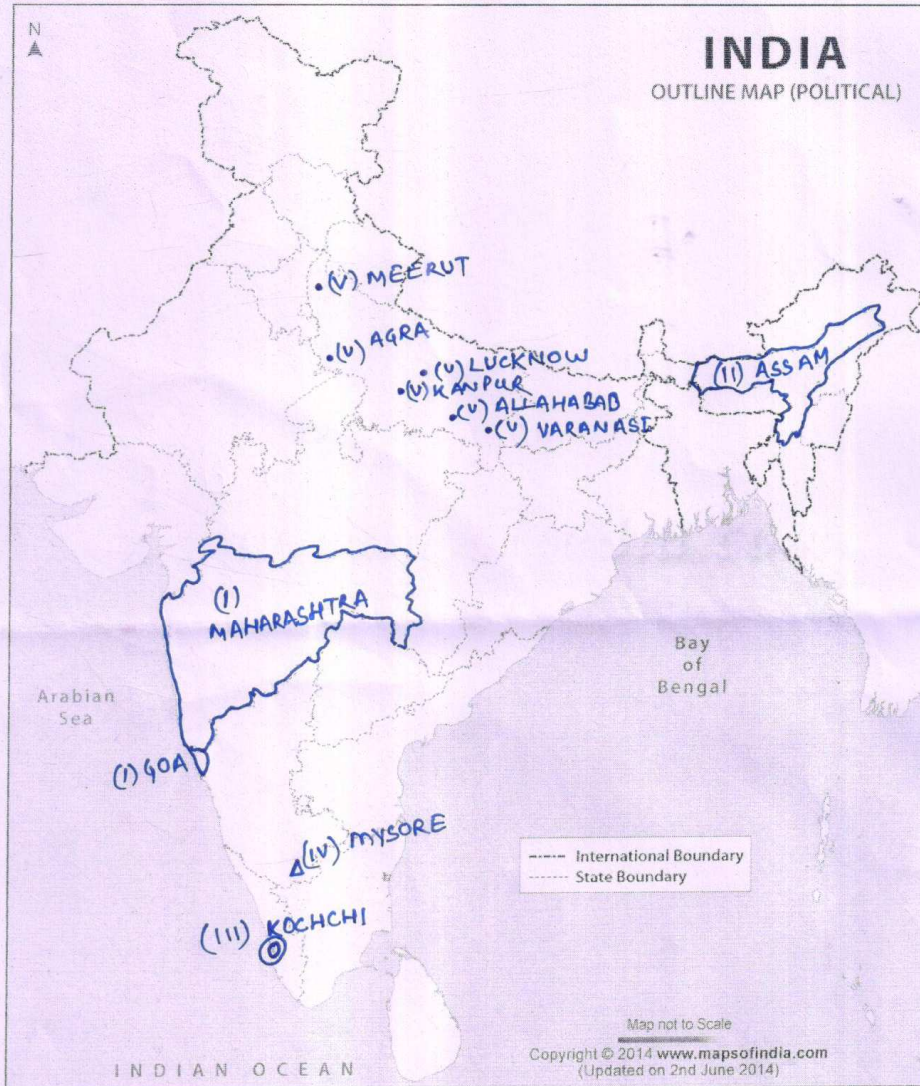 N
INDIA
OUTLINE MAP (POLITICAL)
(V) MEERUT
(V) AGRA
(V) LUCKNOW
(V) KANPUR
(V) ALLAHABAD
(V) VARANASI
(II) ASSAM
(I)
MAHARASHTRA
Bay
of
Bengal
Arabian
Sea
(I) GOA
(IV) MYSORE
International Boundary
State Boundary
(III) KOCHCHI
Map not to Scale
Copyright © 2014 www.mapsofindia.com
(Updated on 2nd June 2014)
INDIAN OCEAN